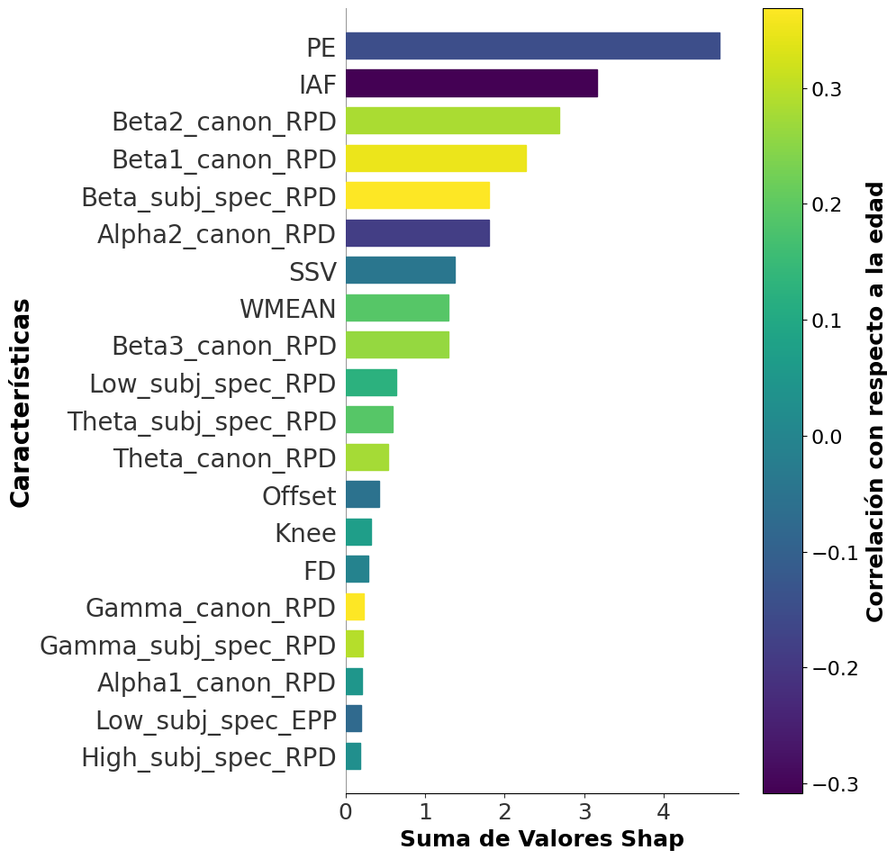 PE
IAF
Beta2_canon_RPD
Beta1_canon_RPD
Beta_subj_spec_RPD
Alpha2_canon_RPD
SSV
WMEAN
Beta3_canon_RPD
Low_subj_spec_RPD
Theta_subj_spec_RPD
Theta_canon_RPD
Offset
Knee
FD
Gamma_canon_RPD
Gamma_subj_spec_RPD
Alpha1_canon_RPD
Low_subj_spec_EPP
High_subj_spec_RPD
Características
0 1 2 3 4
Suma de Valores Shap
0.3
0.2
0.1
0.0
−0.1
−0.2
−0.3
Correlación con respecto a la edad